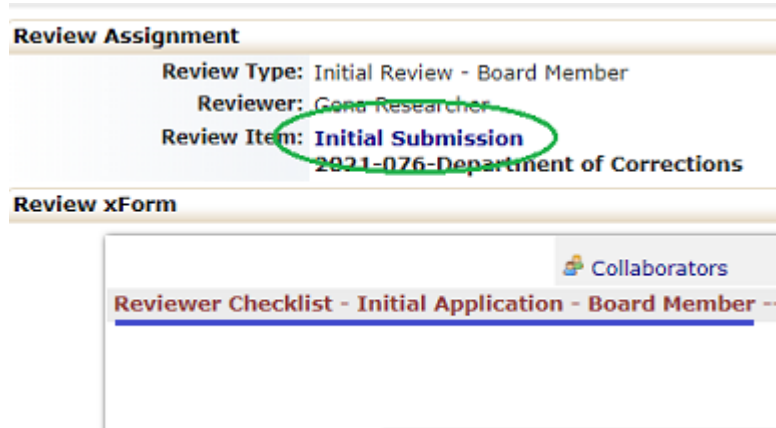 Review Assignment
Review Type: Initial Review - Board Member
Reviewer: Gena Researcher
Review Item: Initial Submission
2021-076-Department of Corrections
Review xForm
Collaborators
Reviewer Checklist - Initial Application - Board Member --